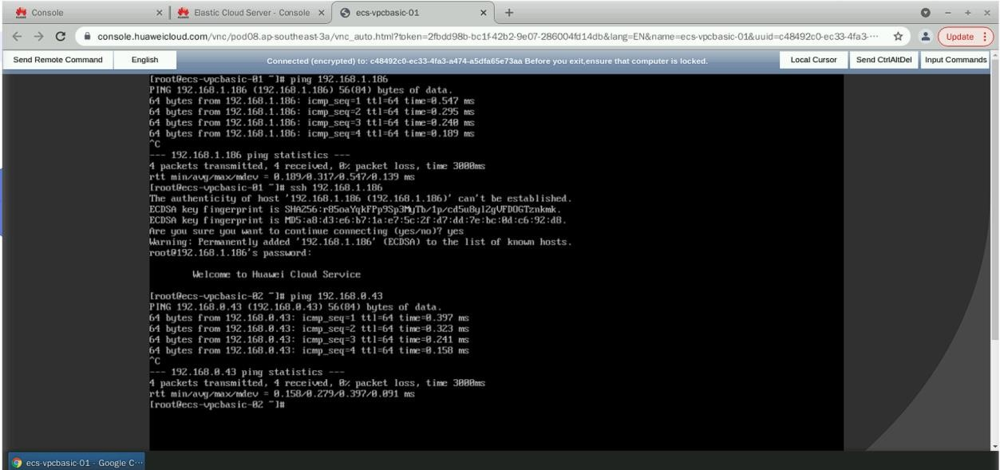 Console
Elastic Cloud Server - Console
ecs-vpcbasic-01
console.huaweicloud.com/vnc/pod08.ap-southeast-3a/vnc_auto.html?token=2fbdd98b-bc1f-42b2-9e07-286004fd14db&lang=EN&name=ecs-vpcbasic-01&uuid=c48492c0-ec33-4fa3-···
Update
Send Remote Command
English
Connected (encrypted) to: c48492c0-ec33-4fa3-a474-a5dfa65e73aa Before you exit,ensure that computer is locked.
Local Cursor
Send CtrlAltDel
Input Commands
[root@ecs-vpcbasic-01 ~]# ping 192.168.1.186
PING 192.168.1.186 (192.168.1.186) 56(84) bytes of data.
64 bytes from 192.168.1.186: icmp_seq=1 ttl=64 time=0.547 ms
64 bytes from 192.168.1.186: icmp_seq=2 ttl=64 time=0.295 ms
64 bytes from 192.168.1.186: icmp_seq=3 ttl=64 time=0.240 ms
64 bytes from 192.168.1.186: icmp_seq=4 ttl=64 time=0.189 ms
^C
--- 192.168.1.186 ping statistics ---
4 packets transmitted, 4 received, 0% packet loss, time 3000ms
rtt min/avg/max/mdev = 0.189/0.317/0.547/0.139 ms
[root@ecs-vpcbasic-01 ~]# ssh 192.168.1.186
The authenticity of host '192.168.1.186 (192.168.1.186)' can't be established.
ECDSA key fingerprint is SHA256:r85oaYqkFPp9Sp3MyTb/1p/cd5u8yl2gVFDOGTznkmk.
ECDSA key fingerprint is MD5:a8:d3:e6:b7:1a:e7:5c:2f:d7:dd:7e:bc:0d:c6:92:d8.
Are you sure you want to continue connecting (yes/no)? yes
Warning: Permanently added '192.168.1.186' (ECDSA) to the list of known hosts.
root@192.168.1.186's password:
Welcome to Huawei Cloud Service
[root@ecs-vpcbasic-02 ~]# ping 192.168.0.43
PING 192.168.0.43 (192.168.0.43) 56(84) bytes of data.
64 bytes from 192.168.0.43: icmp_seq=1 ttl=64 time=0.397 ms
64 bytes from 192.168.0.43: icmp_seq=2 ttl=64 time=0.323 ms
64 bytes from 192.168.0.43: icmp_seq=3 ttl=64 time=0.241 ms
64 bytes from 192.168.0.43: icmp_seq=4 ttl=64 time=0.158 ms
^C
--- 192.168.0.43 ping statistics ---
4 packets transmitted, 4 received, 0% packet loss, time 3000ms
rtt min/avg/max/mdev = 0.158/0.279/0.397/0.091 ms
[root@ecs-vpcbasic-02 ~]#
ecs-vpcbasic-01 - Google C···